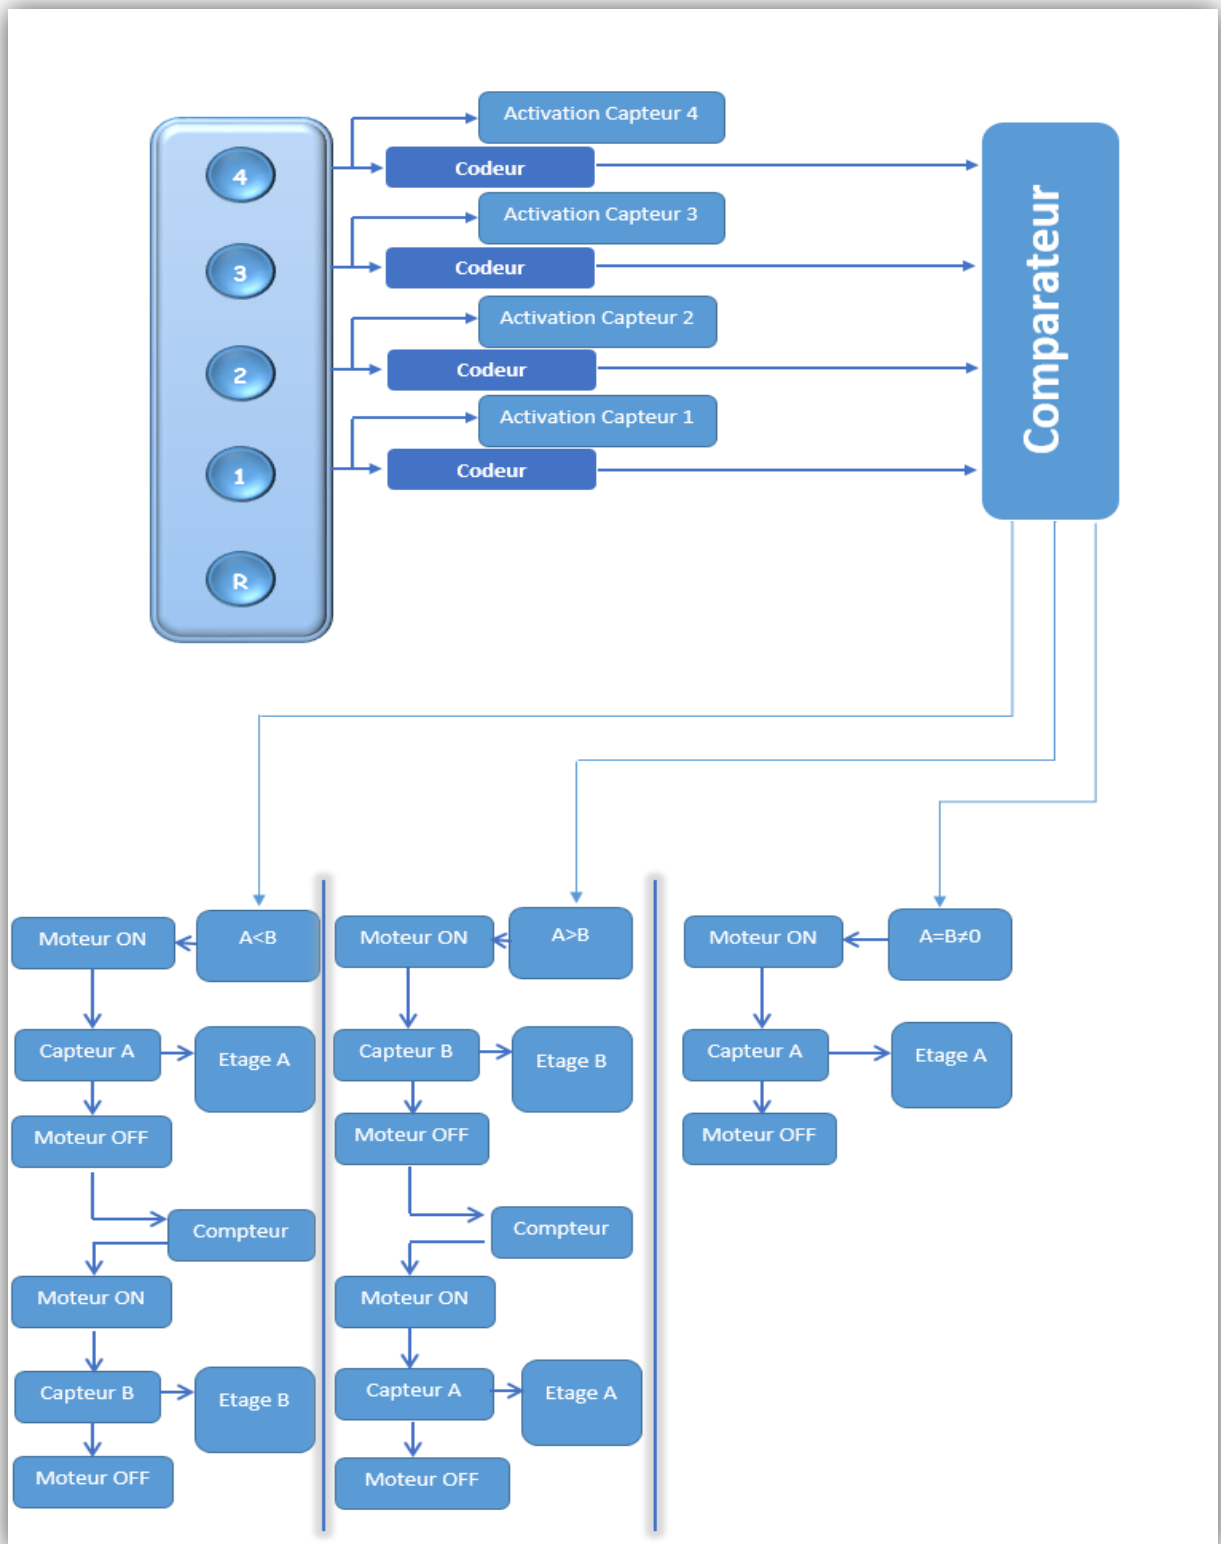 Activation Capteur 4
4
Codeur
Activation Capteur 3
3
Codeur
Activation Capteur 2
2
Codeur
Activation Capteur 1
1
Codeur
R
Comparateur
Moteur ON
A<B
Capteur A
Etage A
Moteur OFF
Compteur
Moteur ON
Capteur B
Etage B
Moteur OFF
Moteur ON
A>B
Capteur B
Etage B
Moteur OFF
Compteur
Moteur ON
Capteur A
Etage A
Moteur OFF
Moteur ON
A=B≠0
Capteur A
Etage A
Moteur OFF